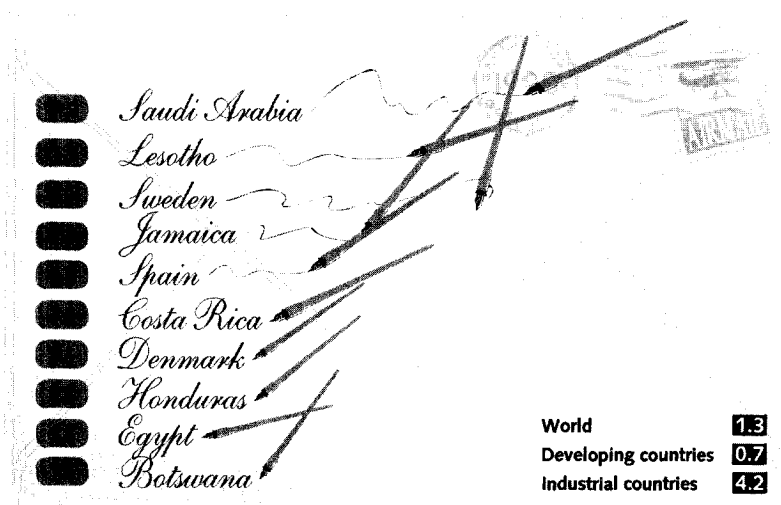 Saudi Arabia
Lesotho
Sweden
Jamaica
Spain
Costa Rica
Denmark
Honduras
Egypt
Botswana
World 1.3
Developing countries 0.7
Industrial countries 4.2
AIRMAIL